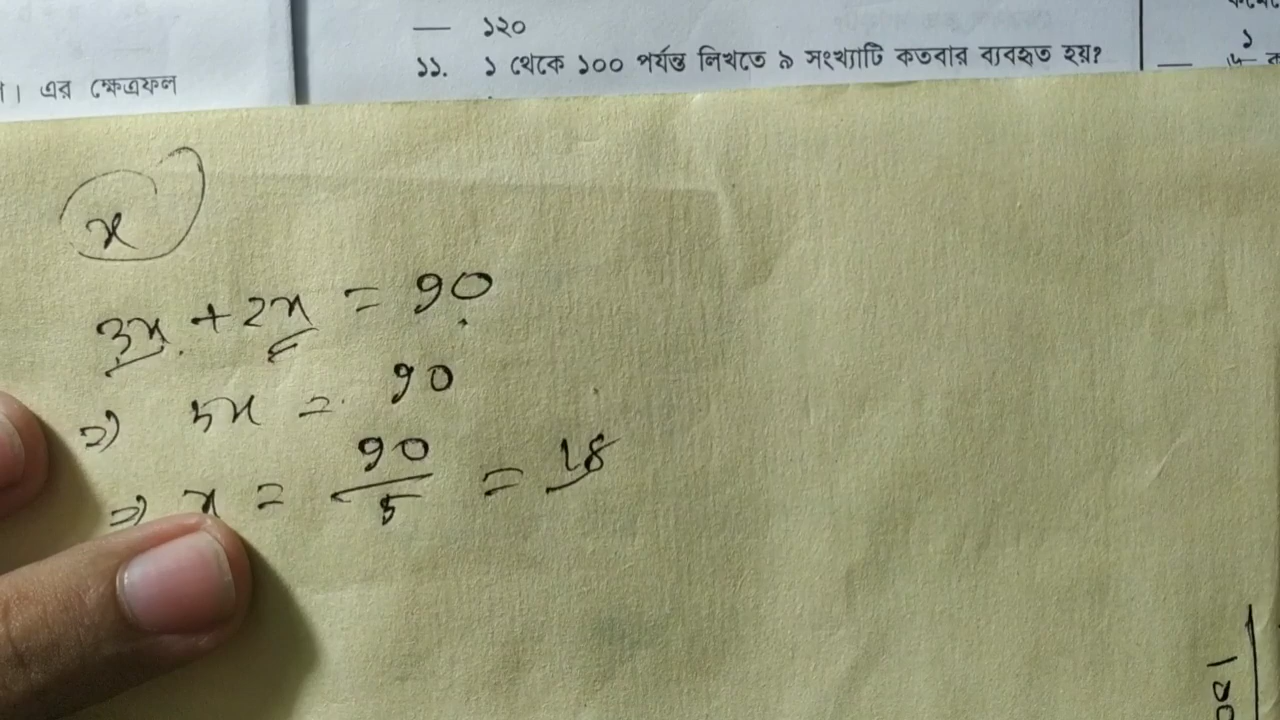 — ১২০
১১. ১ থেকে ১০০ পর্যন্ত লিখতে ৯ সংখ্যাটি কতবার ব্যবহৃত হয়?
। এর ক্ষেত্রফল
১
x
3x + 2x = 90
⇒ 5x = 90
⇒ x = 90/5 = 18